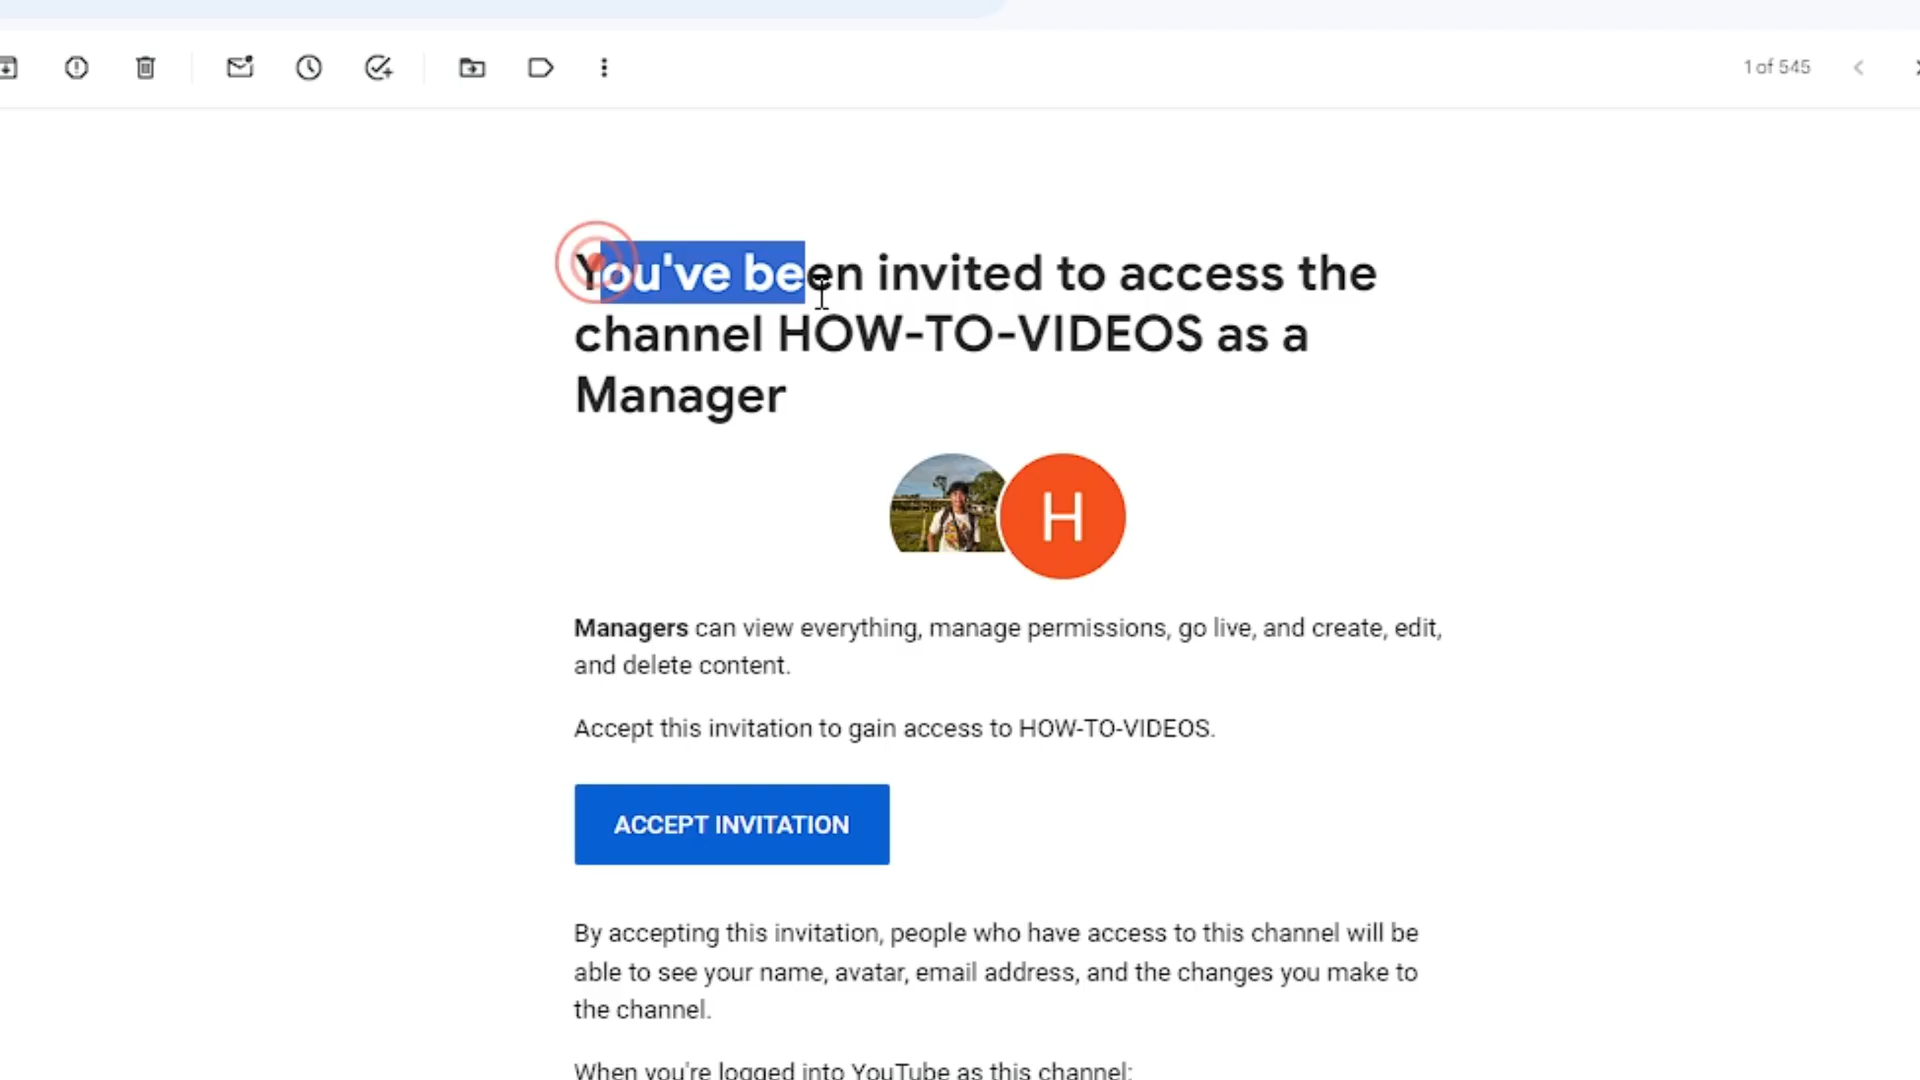 1 of 545
You've been invited to access the
channel HOW-TO-VIDEOS as a
Manager
H
Managers can view everything, manage permissions, go live, and create, edit,
and delete content.
Accept this invitation to gain access to HOW-TO-VIDEOS.
ACCEPT INVITATION
By accepting this invitation, people who have access to this channel will be
able to see your name, avatar, email address, and the changes you make to
the channel.
When you're logged into YouTube as this channel: